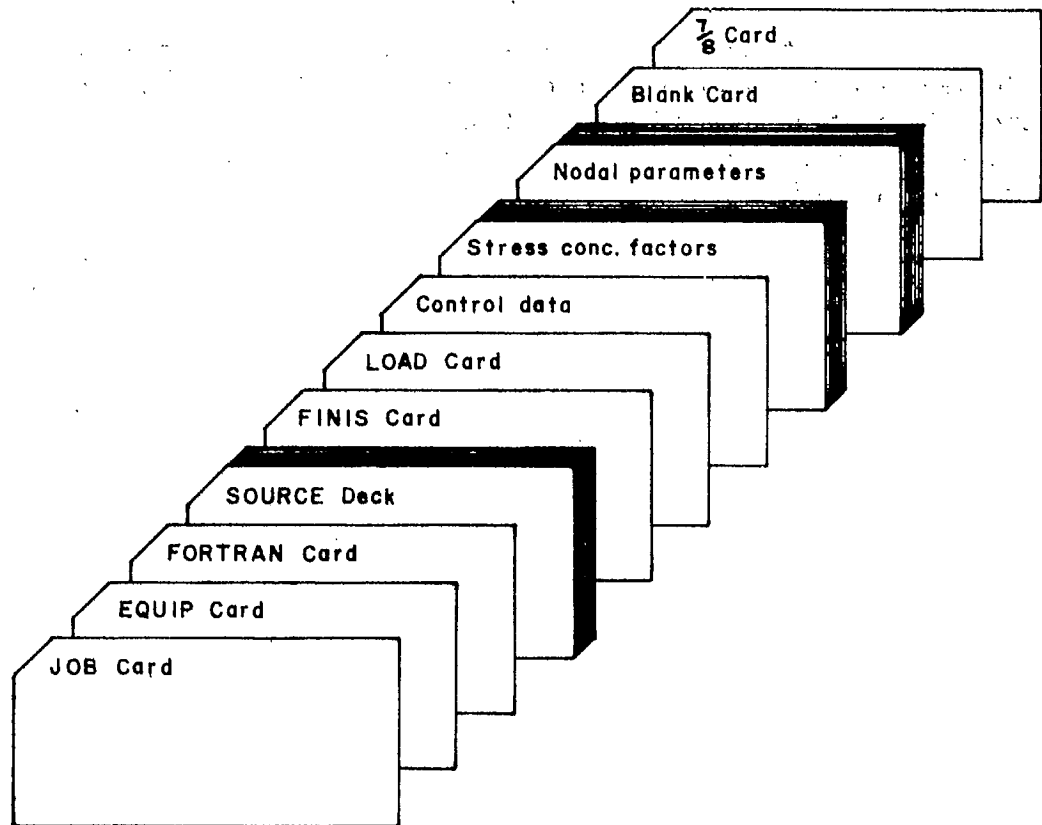 7/8 Card
Blank Card
Nodal parameters
Stress conc. factors
Control data
LOAD Card
FINIS Card
SOURCE Deck
FORTRAN Card
EQUIP Card
JOB Card